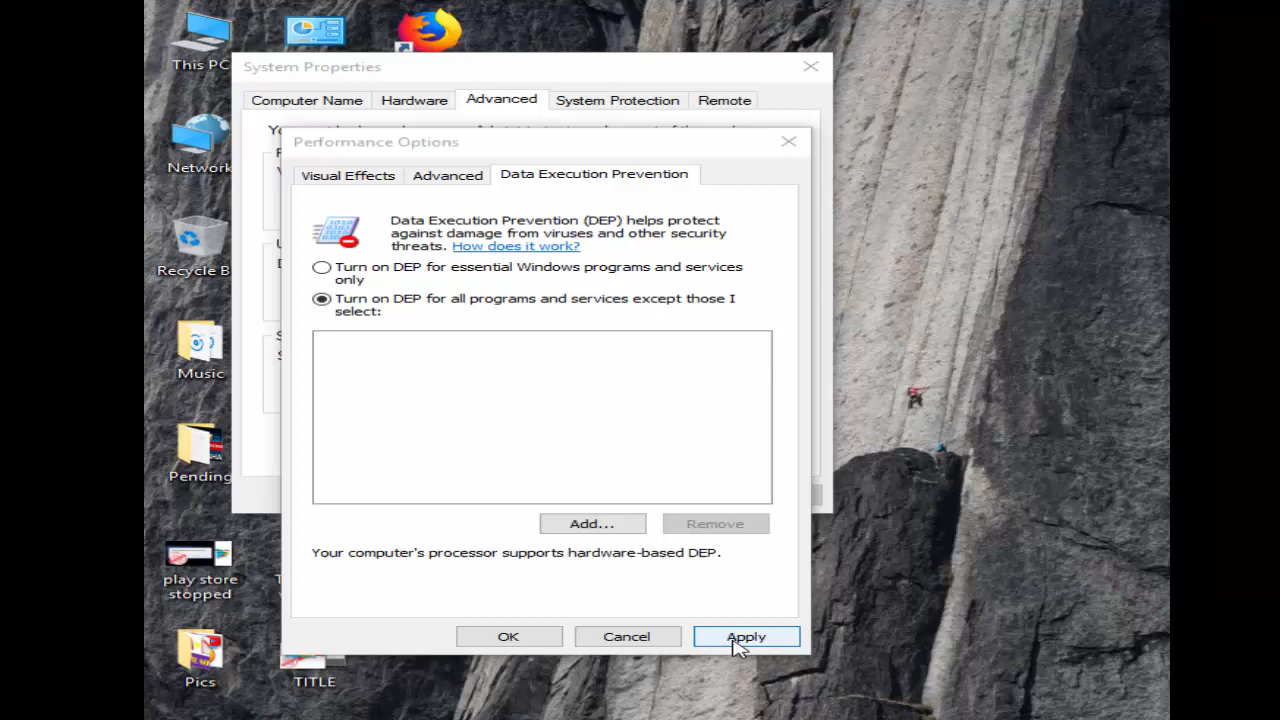 This PC
System Properties
Computer Name
Hardware
Advanced
System Protection
Remote
Network
Performance Options
Visual Effects
Advanced
Data Execution Prevention
Data Execution Prevention (DEP) helps protect
against damage from viruses and other security
threats. How does it work?
Turn on DEP for essential Windows programs and services
only
Turn on DEP for all programs and services except those I
select:
Recycle B
Music
Pending
Add...
Remove
Your computer's processor supports hardware-based DEP.
play store
stopped
OK
Cancel
Apply
Pics
TITLE